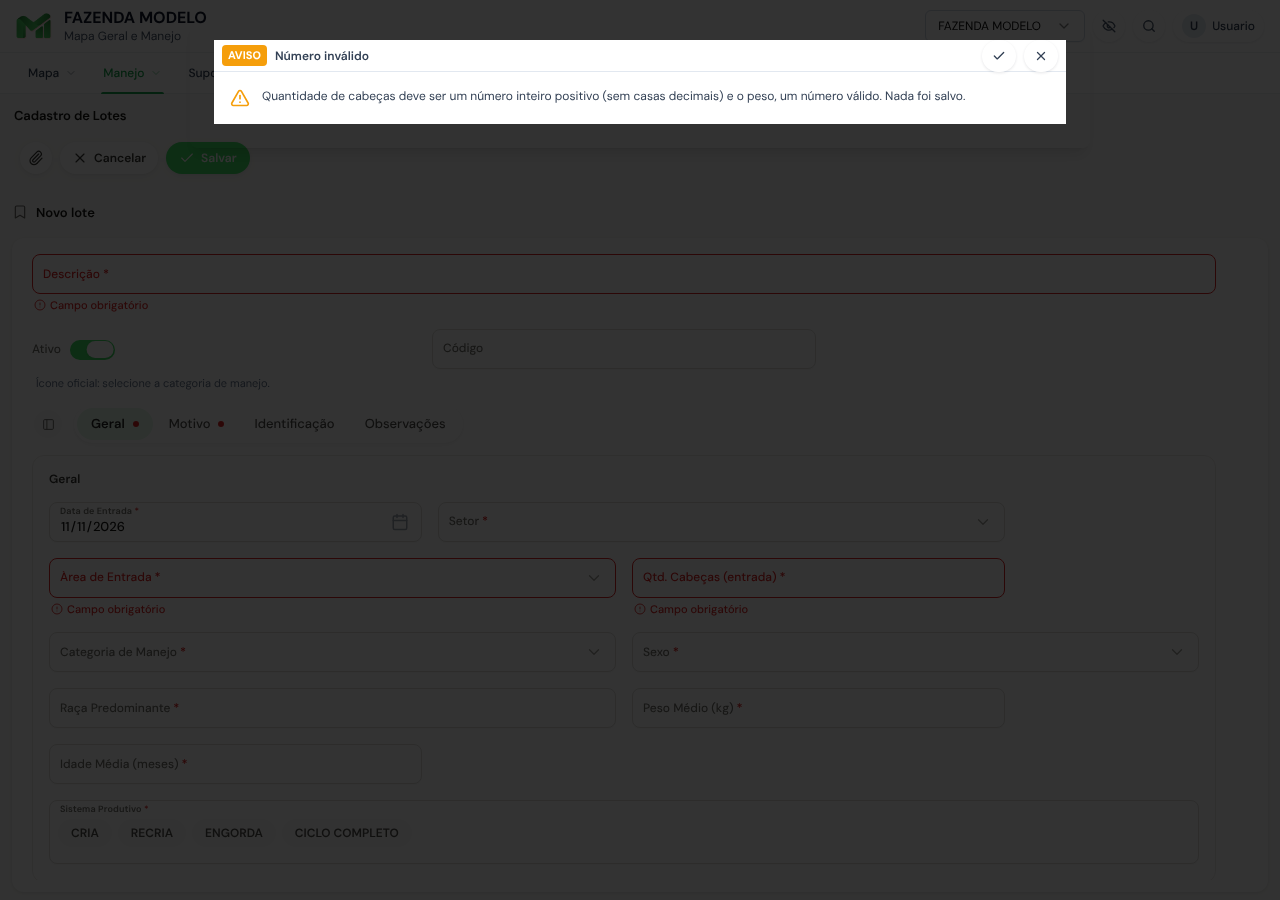 FAZENDA MODELO
Mapa Geral e Manejo
FAZENDA MODELO
U Usuario
AVISO Número inválido
Quantidade de cabeças deve ser um número inteiro positivo (sem casas decimais) e o peso, um número válido. Nada foi salvo.
Mapa
Manejo
Cadastro de Lotes
Cancelar
Salvar
Novo lote
Descrição *
Campo obrigatório
Ativo
Código
Ícone oficial: selecione a categoria de manejo.
Geral
Motivo
Identificação
Observações
Geral
Data de Entrada *
11/11/2026
Setor *
Área de Entrada *
Qtd. Cabeças (entrada) *
Campo obrigatório
Campo obrigatório
Categoria de Manejo *
Sexo *
Raça Predominante *
Peso Médio (kg) *
Idade Média (meses) *
Sistema Produtivo *
CRIA
RECRIA
ENGORDA
CICLO COMPLETO